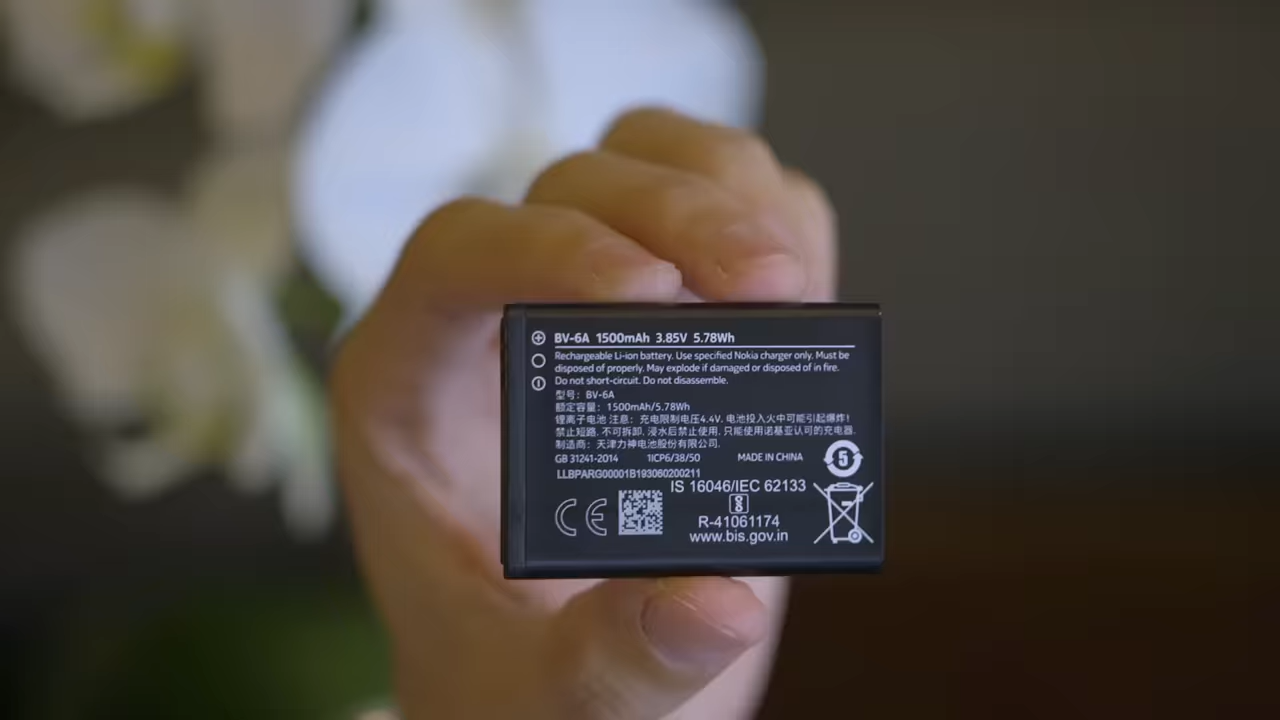 BV-6A 1500mAh 3.85V 5.78Wh
Rechargeable Li-ion battery. Use specified Nokia charger only. Must be
disposed of properly. May explode if damaged or disposed of in fire.
Do not short-circuit. Do not disassemble.
型号: BV-6A
额定容量: 1500mAh/5.78Wh
锂离子电池 注意: 充电限制电压4.4V. 电池投入火中可能引起爆炸!
禁止短路. 不可拆卸. 浸水后禁止使用. 只能使用诺基亚认可的充电器.
制造商: 天津力神电池股份有限公司.
GB 31241-2014 1ICP6/38/50 MADE IN CHINA
LLBPARG00001B193060200211
IS 16046/IEC 62133
R-41061174
www.bis.gov.in
CE
5